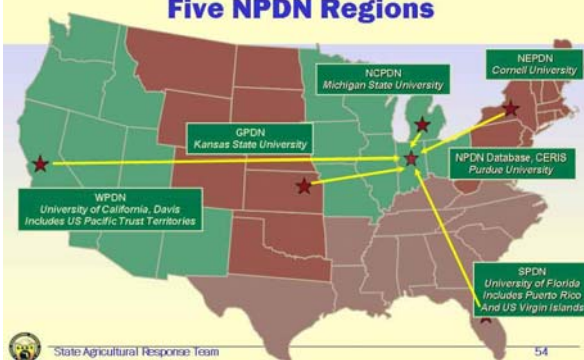 Five NPDN Regions
NEPDN
Cornell University
NCPDN
Michigan State University
GPDN
Kansas State University
NPDN Database, CERIS
Purdue University
WPDN
University of California, Davis
Includes US Pacific Trust Territories
SPDN
University of Florida
Includes Puerto Rico
And US Virgin Islands
State Agricultural Response Team
54